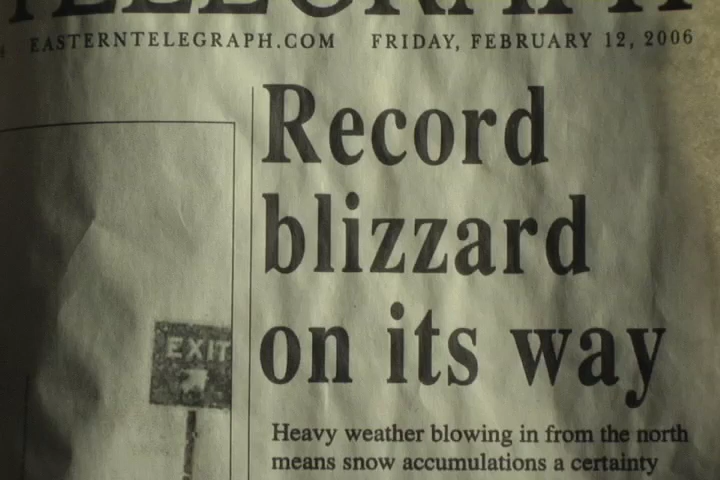 TELEGRAPH
EASTERNTELEGRAPH.COM FRIDAY, FEBRUARY 12, 2006
Record
blizzard
on its way
EXIT
Heavy weather blowing in from the north
means snow accumulations a certainty